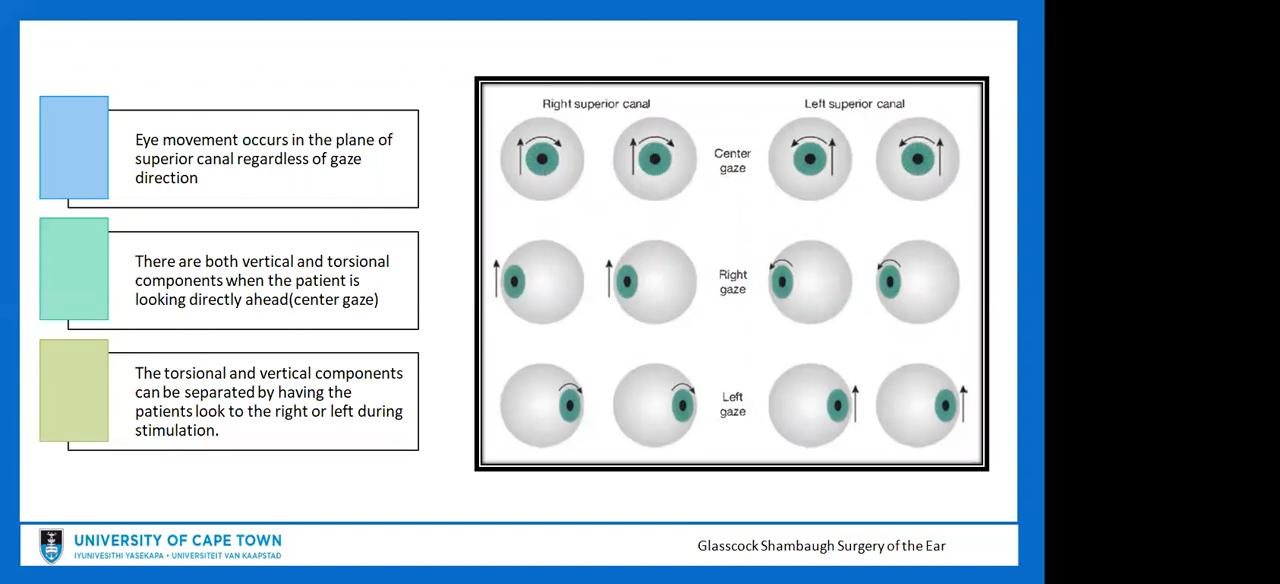 Eye movement occurs in the plane of
superior canal regardless of gaze
direction
There are both vertical and torsional
components when the patient is
looking directly ahead(center gaze)
The torsional and vertical components
can be separated by having the
patients look to the right or left during
stimulation.
Right superior canal
Left superior canal
Center
gaze
Right
gaze
Left
gaze
UNIVERSITY OF CAPE TOWN
IYUNIVESITHI YASEKAPA • UNIVERSITEIT VAN KAAPSTAD
Glasscock Shambaugh Surgery of the Ear